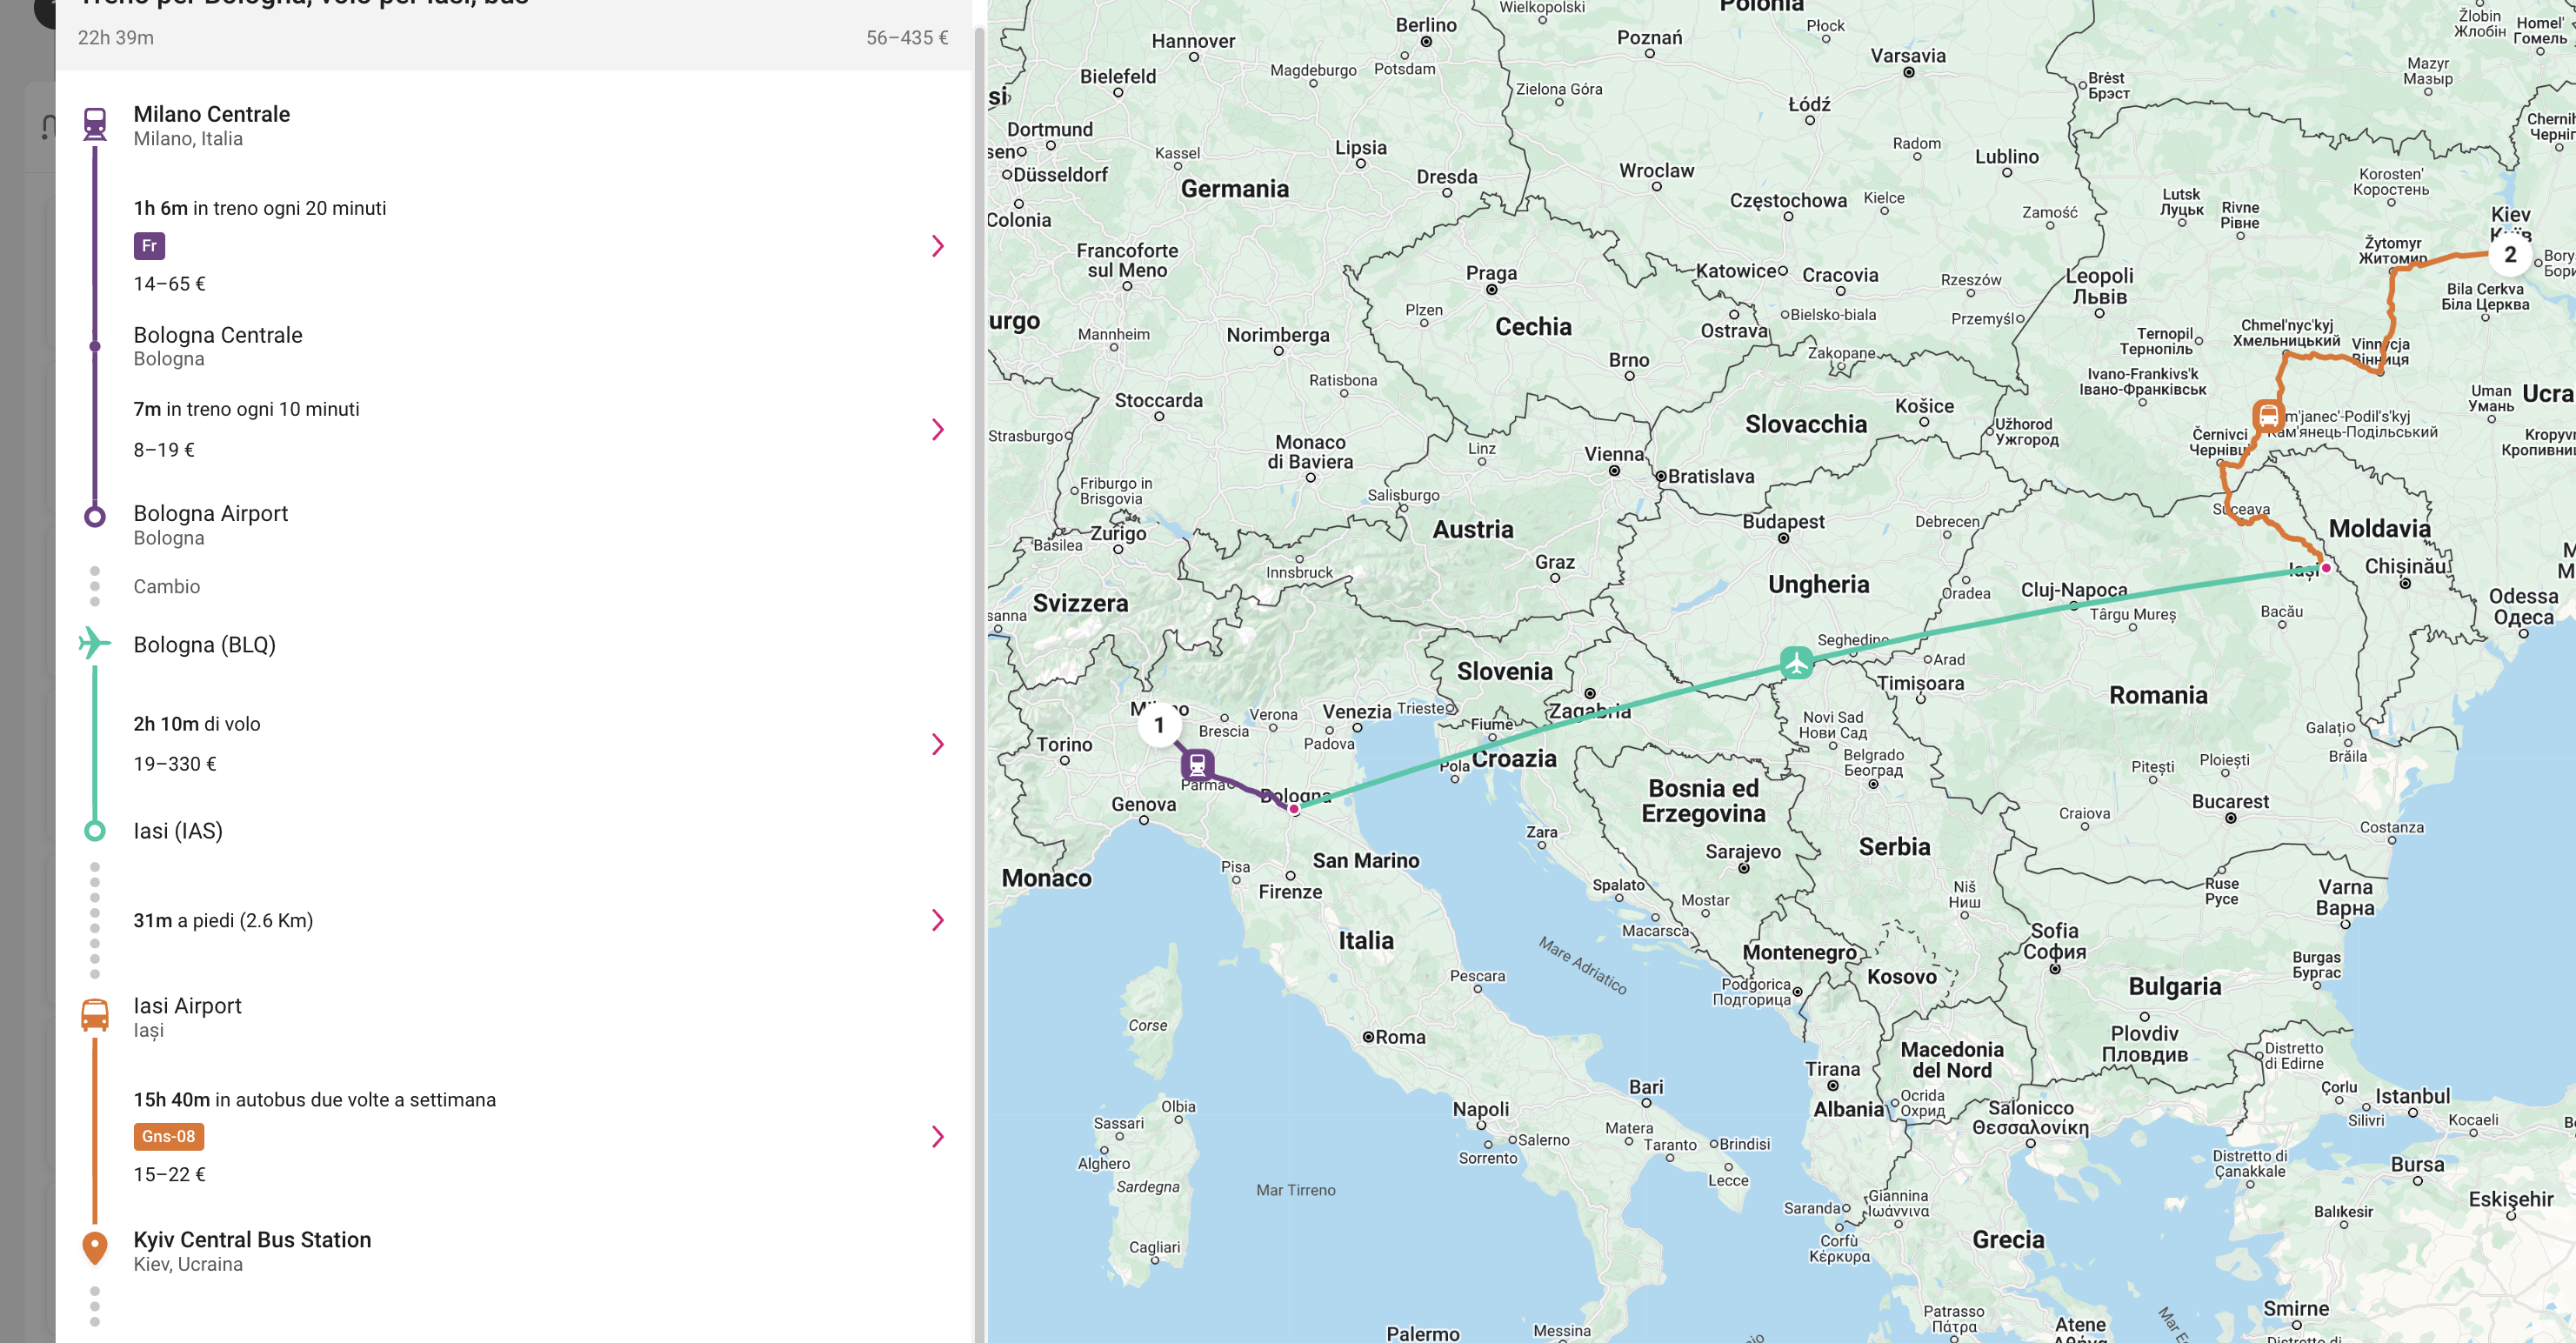 Treno per Bologna, volo per Iasi, bus
22h 39m
56–435 €
Milano Centrale
Milano, Italia
1h 6m in treno ogni 20 minuti
Fr
14–65 €
Bologna Centrale
Bologna
7m in treno ogni 10 minuti
8–19 €
Bologna Airport
Bologna
Cambio
Bologna (BLQ)
2h 10m di volo
19–330 €
Iasi (IAS)
31m a piedi (2.6 Km)
Iasi Airport
Iași
15h 40m in autobus due volte a settimana
Gns-08
15–22 €
Kyiv Central Bus Station
Kiev, Ucraina
Wielkopolski
Polonia
Berlino
Hannover
Poznań
Płock
Varsavia
Žlobin
Жлобін
Homel'
Гомель
Bielefeld
Magdeburgo
Potsdam
Zielona Góra
Brėst
Брэст
Mazyr
Мазыр
Łódź
Dortmund
Kassel
Lipsia
Radom
Lublino
Düsseldorf
Germania
Dresda
Wroclaw
Częstochowa
Kielce
Zamość
Lutsk
Луцьк
Rivne
Рівне
Korosten'
Коростень
Kiev
Colonia
Francoforte
sul Meno
Praga
Katowice
Cracovia
Rzeszów
Leopoli
Львів
Žytomyr
Житомир
2
Bila Cerkva
Біла Церква
Plzen
Cechia
Ostrava
Bielsko-biala
Przemyśl
Ternopil
Тернопіль
Chmel'nyc'kyj
Хмельницький
Vinnycja
Вінниця
Mannheim
Norimberga
Brno
Zakopane
Ivano-Frankivs'k
Івано-Франківськ
Ratisbona
Uman
Умань
Stoccarda
Slovacchia
Košice
Užhorod
Ужгород
m'janec'-Podil's'kyj
Кам'янець-Подільський
Strasburgo
Monaco
di Baviera
Linz
Vienna
Bratislava
Černivci
Чернівці
Friburgo in
Brisgovia
Salisburgo
Suceava
Moldavia
Basilea
Zurigo
Austria
Budapest
Debrecen
Innsbruck
Graz
Ungheria
Iași
Chișinău
Svizzera
Oradea
Cluj-Napoca
Târgu Mureș
Bacău
Odessa
Одеса
Slovenia
Seghedino
Arad
Timișoara
Romania
Milano
1
Brescia
Verona
Venezia
Trieste
Zagabria
Fiume
Novi Sad
Нови Сад
Galați
Torino
Padova
Pola
Croazia
Belgrado
Београд
Pitești
Ploiești
Brăila
Parma
Bologna
Bosnia ed
Erzegovina
Genova
Zara
Craiova
Bucarest
Costanza
Serbia
Sarajevo
Monaco
Pisa
San Marino
Firenze
Spalato
Mostar
Niš
Ниш
Ruse
Русе
Varna
Варна
Italia
Macarsca
Mare Adriatico
Montenegro
Sofia
София
Kosovo
Burgas
Бургас
Pescara
Podgorica
Подгорица
Bulgaria
Corse
Roma
Plovdiv
Пловдив
Macedonia
del Nord
Distretto
di Edirne
Tirana
Bari
Çorlu
Istanbul
Olbia
Napoli
Albania
Ocrida
Охрид
Salonicco
Θεσσαλονίκη
Silivri
Kocaeli
Sassari
Salerno
Matera
Taranto
Brindisi
Alghero
Sorrento
Lecce
Distretto di
Çanakkale
Bursa
Sardegna
Mar Tirreno
Giannina
Ιωάννινα
Saranda
Balıkesir
Eskişehir
Cagliari
Corfù
Κέρκυρα
Grecia
Patrasso
Πάτρα
Smirne
Palermo
Messina
Atene